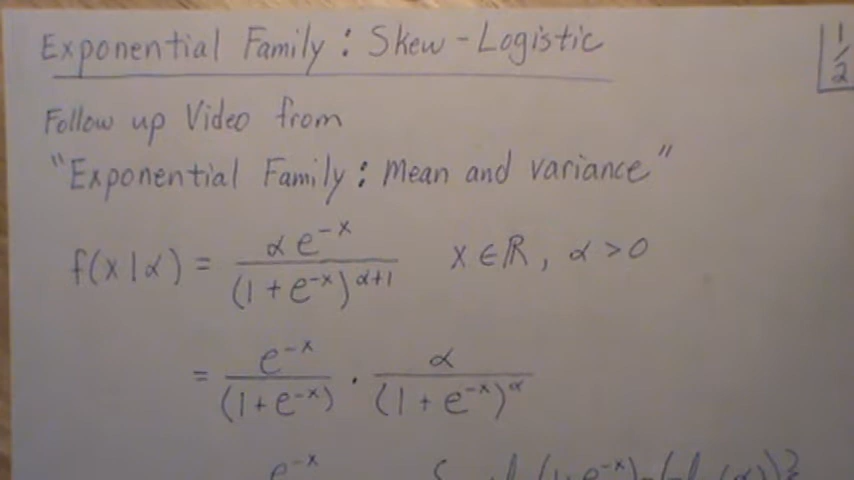 Exponential Family: Skew-Logistic
1/2
Follow up Video from
"Exponential Family: Mean and variance"
f(x|α) = αe^{-x} / (1+e^{-x})^{α+1}   x∈ℝ, α>0
= e^{-x} / (1+e^{-x}) · α / (1+e^{-x})^α
e^{-x}